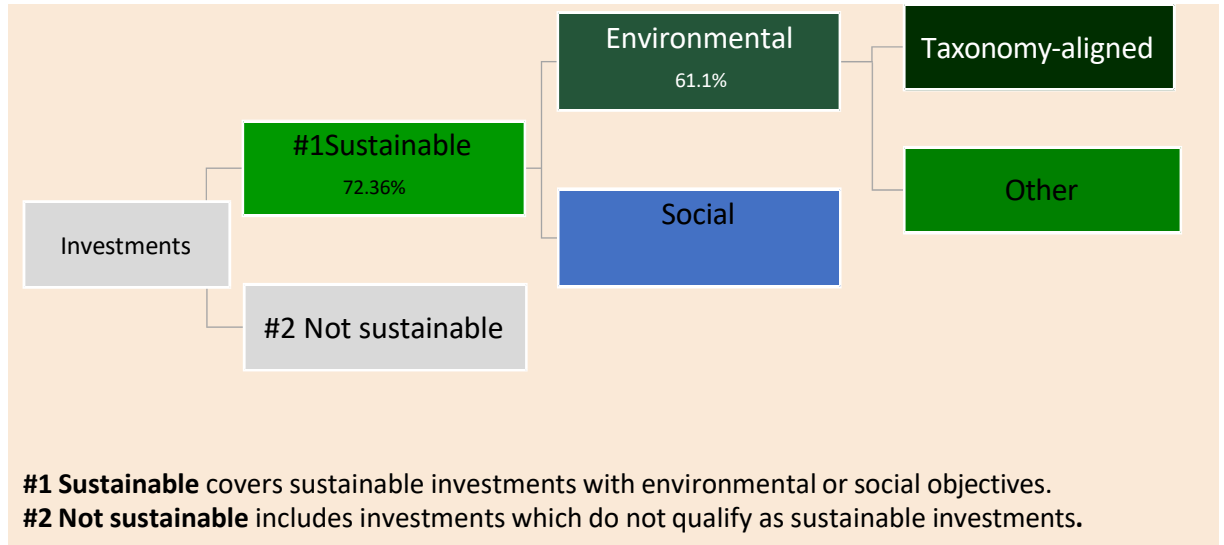 Environmental
61.1%
Taxonomy-aligned
#1Sustainable
72.36%
Other
Social
Investments
#2 Not sustainable
#1 Sustainable covers sustainable investments with environmental or social objectives.
#2 Not sustainable includes investments which do not qualify as sustainable investments.